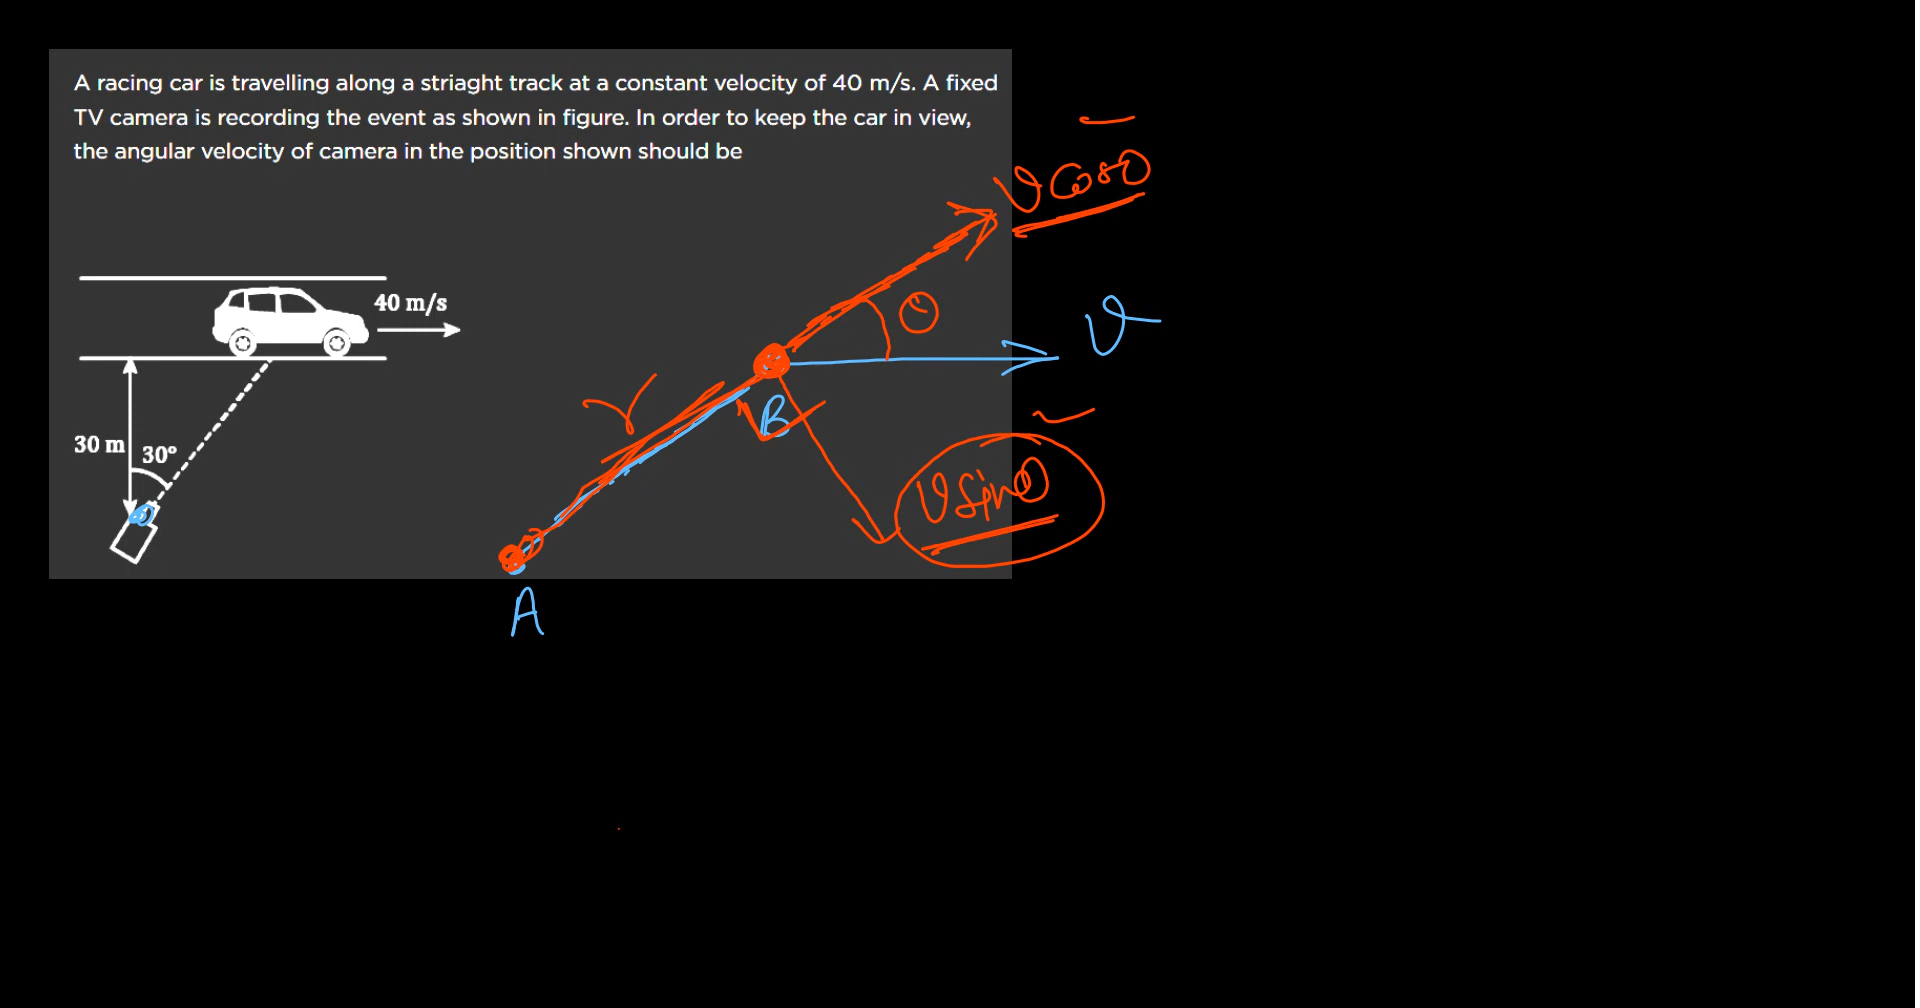 A racing car is travelling along a striaght track at a constant velocity of 40 m/s. A fixed
TV camera is recording the event as shown in figure. In order to keep the car in view,
the angular velocity of camera in the position shown should be
v cosθ
40 m/s
θ
v
r
B
30 m
30°
v sinθ
A